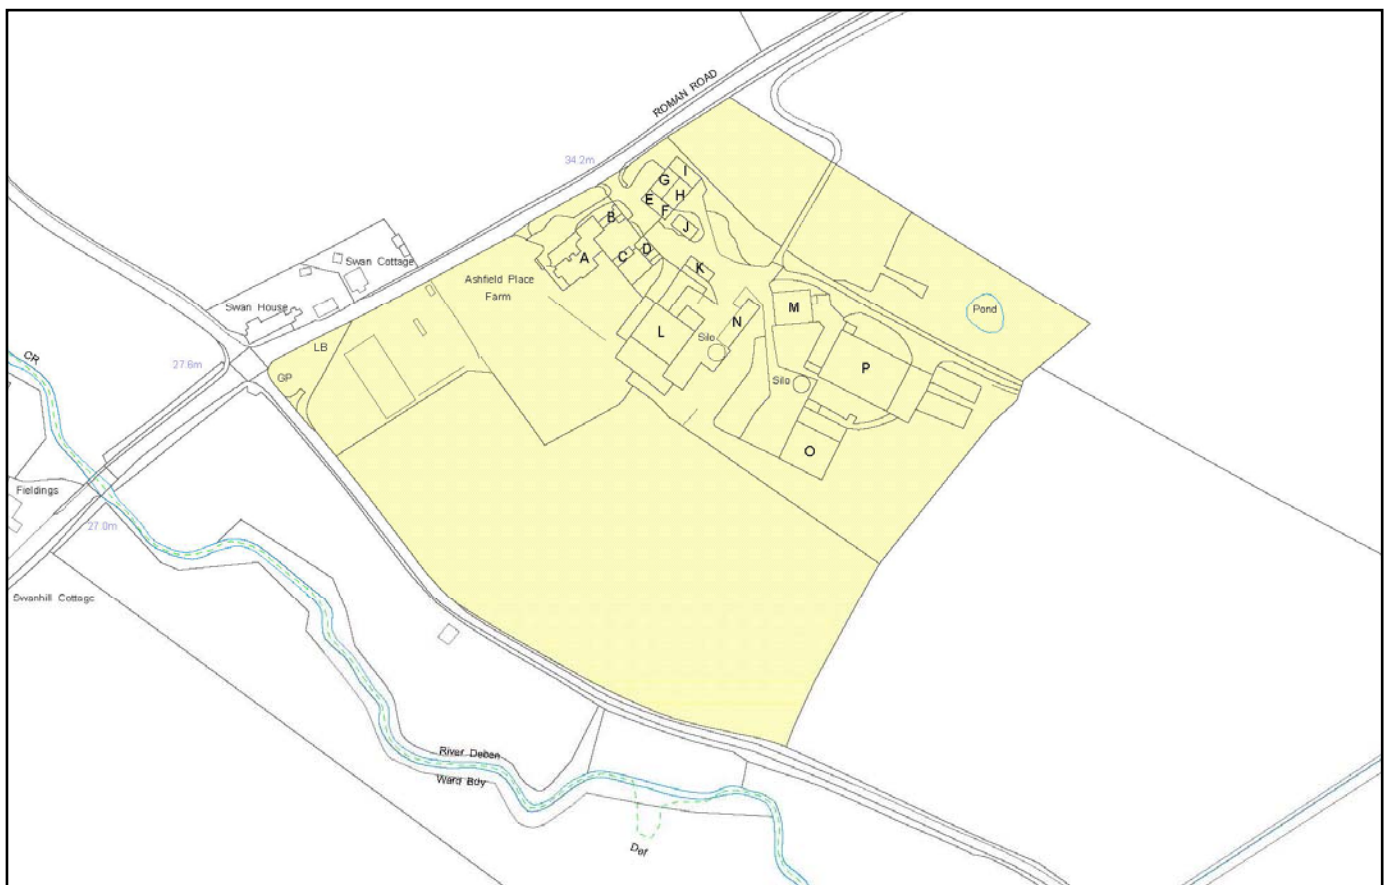 ROMAN ROAD
34.2m
I
G
H
E
F
B
J
D
A
C
K
Swan Cottage
Ashfield Place
Farm
Swan House
M
Pond
N
L
Silo
LB
CR
27.6m
P
GP
Silo
O
Fieldings
27.0m
Swanhill Cottage
River Deben
Ward Bdy
Def